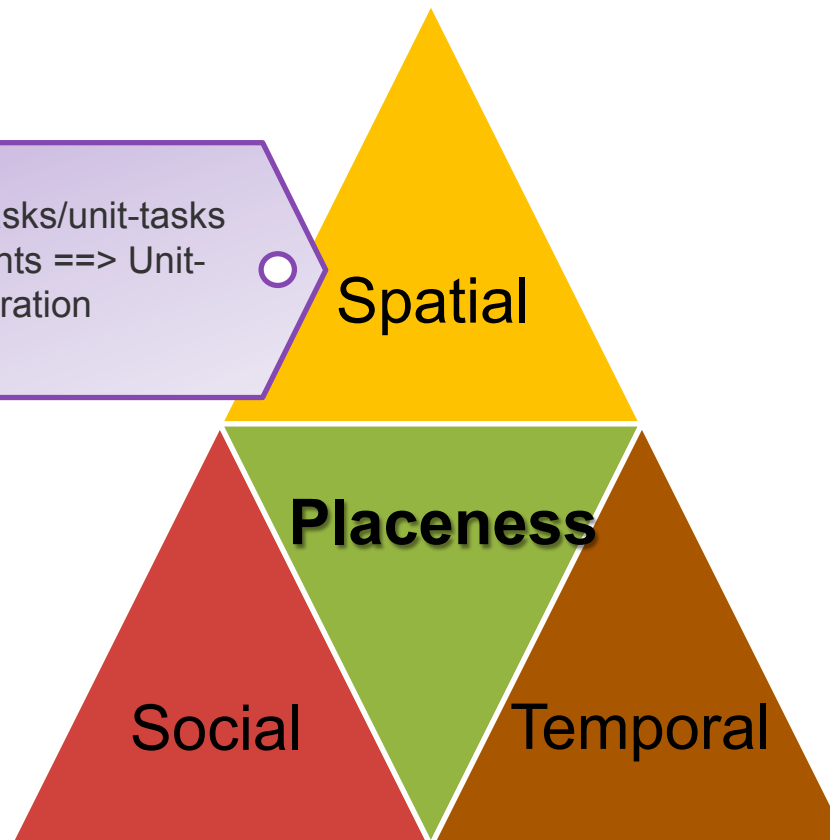 sks/unit-tasks
nts ==> Unit-
ration
Spatial
Placeness
Social
Temporal